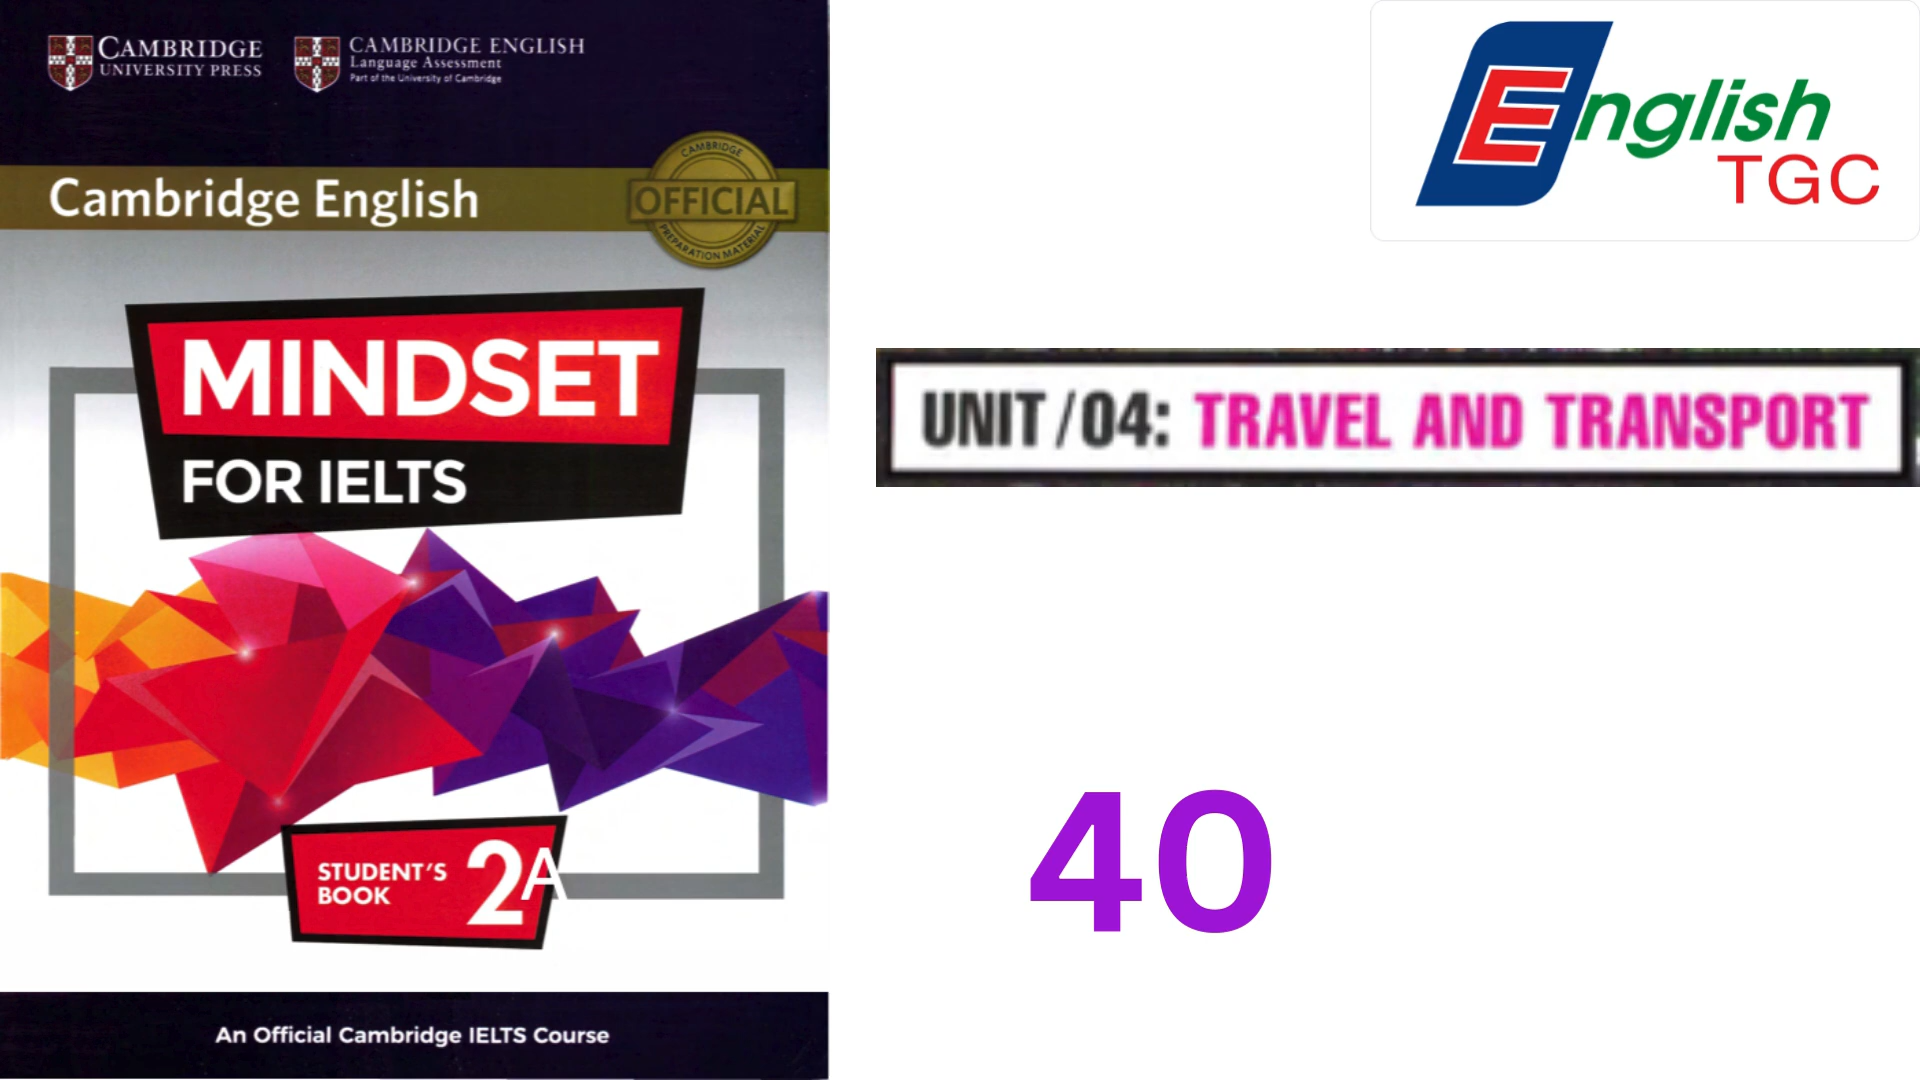 CAMBRIDGE
UNIVERSITY PRESS
CAMBRIDGE ENGLISH
Language Assessment
Part of the University of Cambridge
Cambridge English
CAMBRIDGE
OFFICIAL
PREPARATION MATERIAL
MINDSET
FOR IELTS
STUDENT'S
BOOK
2A
An Official Cambridge IELTS Course
English
TGC
UNIT/04: TRAVEL AND TRANSPORT
40